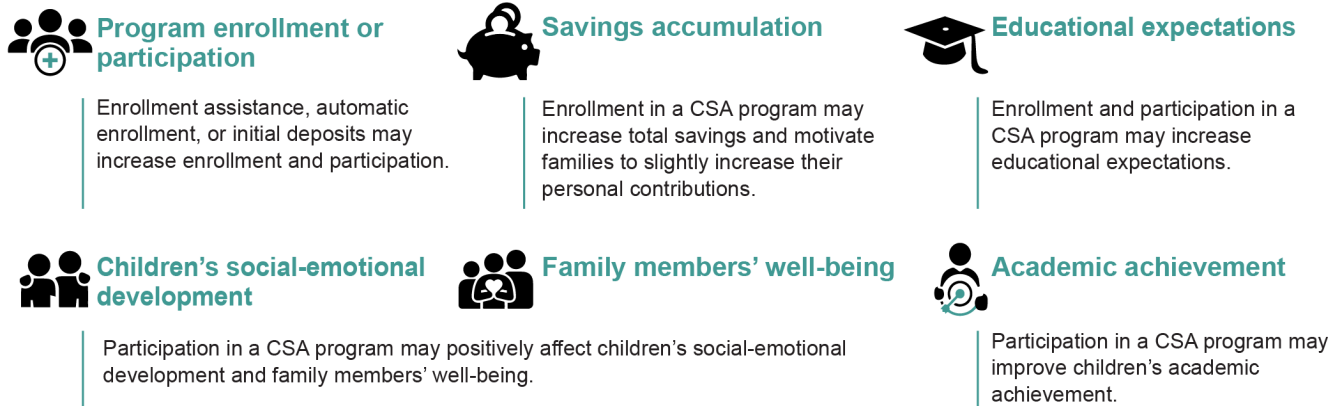 Program enrollment or
participation
Enrollment assistance, automatic
enrollment, or initial deposits may
increase enrollment and participation.
Savings accumulation
Enrollment in a CSA program may
increase total savings and motivate
families to slightly increase their
personal contributions.
Educational expectations
Enrollment and participation in a
CSA program may increase
educational expectations.
Children’s social-emotional
development
Family members’ well-being
Participation in a CSA program may positively affect children’s social-emotional
development and family members’ well-being.
Academic achievement
Participation in a CSA program may
improve children’s academic
achievement.